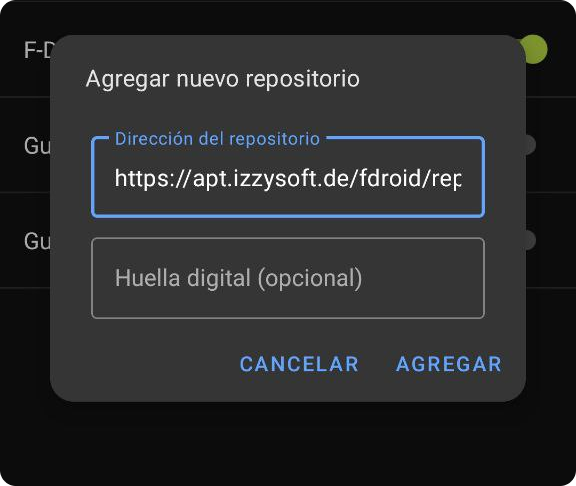 F-D
Agregar nuevo repositorio
Dirección del repositorio
https://apt.izzysoft.de/fdroid/rep
Gu
Gu
Huella digital (opcional)
CANCELAR
AGREGAR